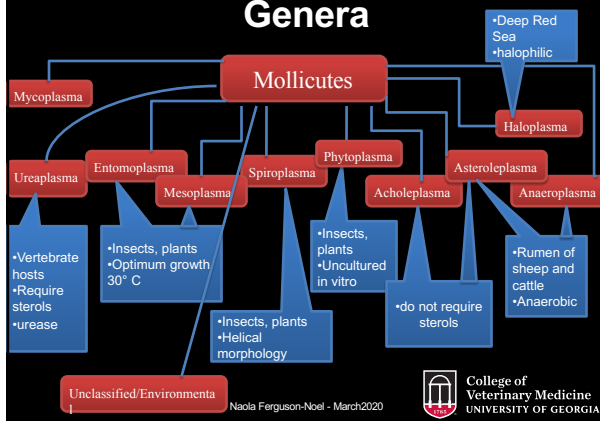 Genera
•Deep Red
Sea
•halophilic
Mollicutes
Mycoplasma
Haloplasma
Ureaplasma
Entomoplasma
Mesoplasma
Spiroplasma
Phytoplasma
Acholeplasma
Asteroleplasma
Anaeroplasma
•Vertebrate
hosts
•Require
sterols
•urease
•Insects, plants
•Optimum growth
30° C
•Insects, plants
•Helical
morphology
•Insects,
plants
•Uncultured
in vitro
•do not require
sterols
•Rumen of
sheep and
cattle
•Anaerobic
Unclassified/Environmenta
l
Naola Ferguson-Noel - March2020
1785
College of
Veterinary Medicine
UNIVERSITY OF GEORGIA